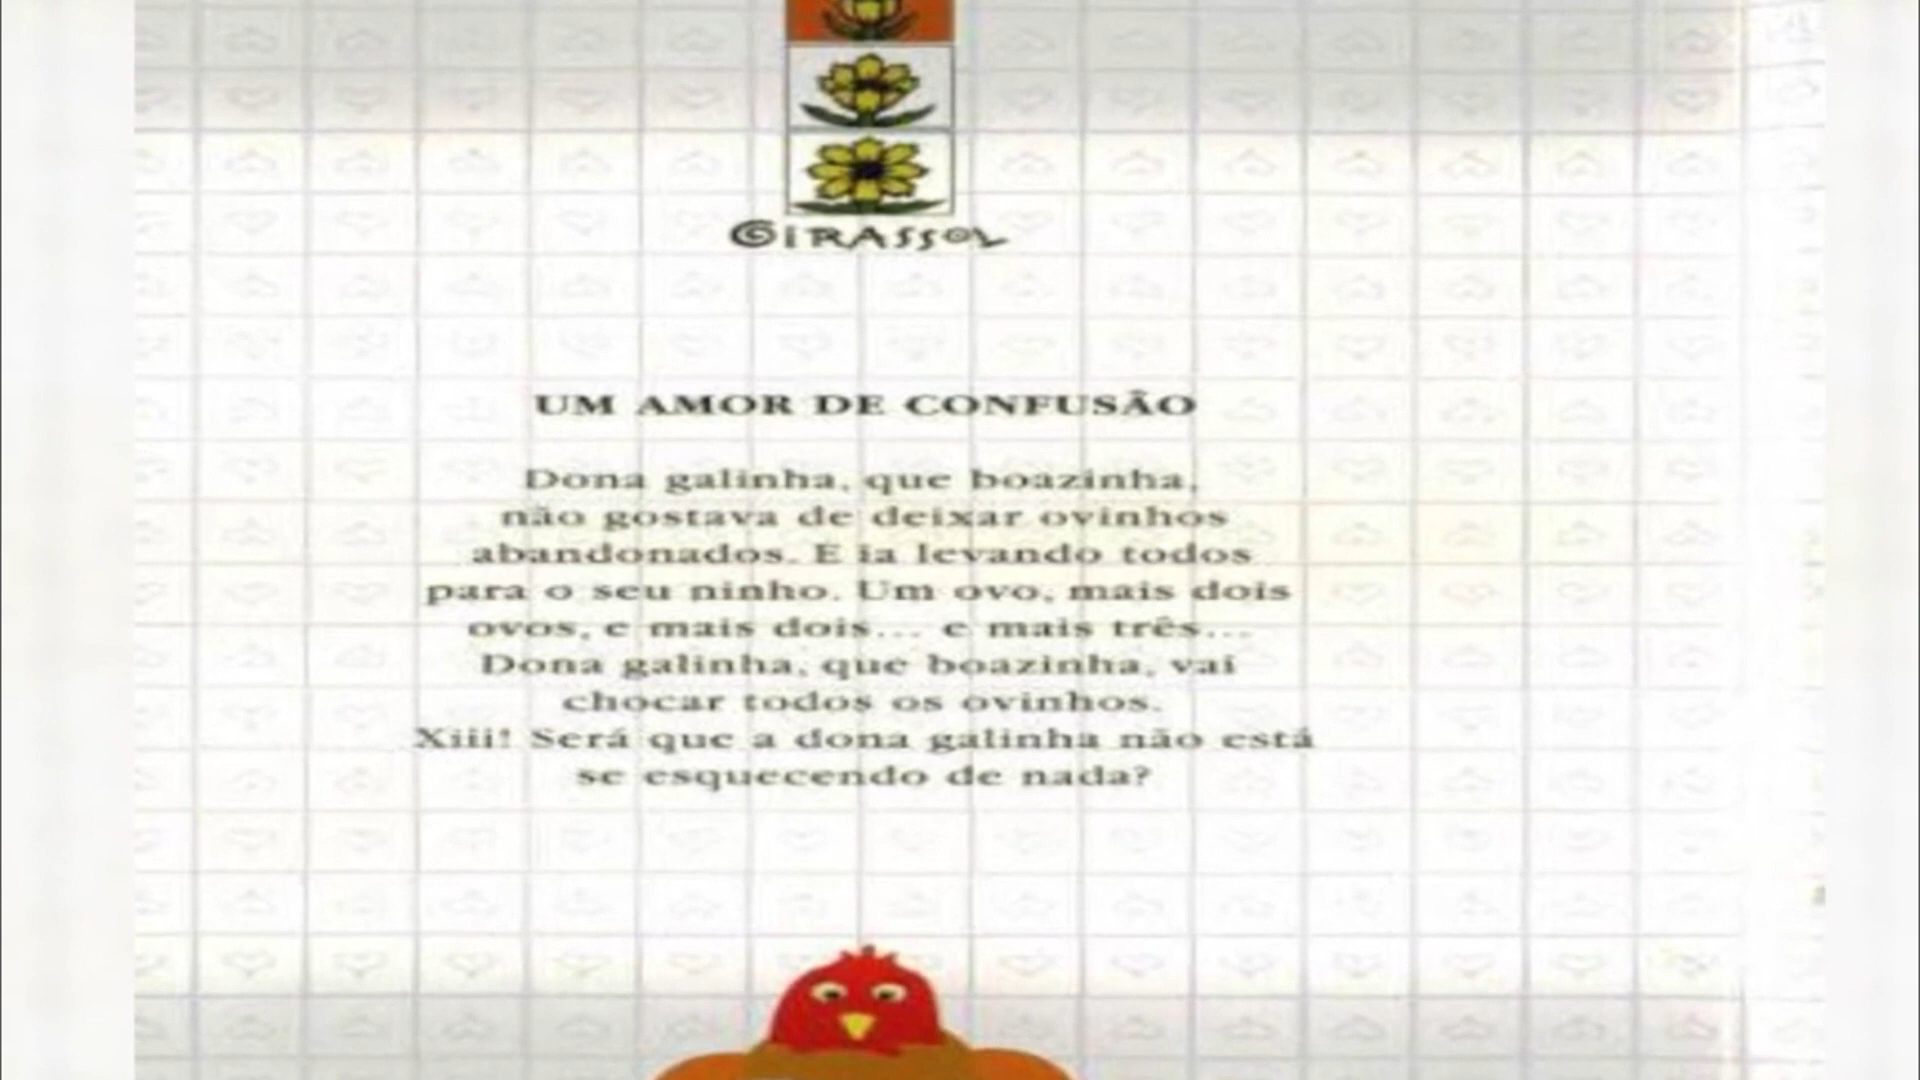 GiRASSOL
UM AMOR DE CONFUSÃO
Dona galinha, que boazinha,
não gostava de deixar ovinhos
abandonados. E ia levando todos
para o seu ninho. Um ovo, mais dois
ovos, e mais dois... e mais três...
Dona galinha, que boazinha, vai
chocar todos os ovinhos.
Xiii! Será que a dona galinha não está
se esquecendo de nada?